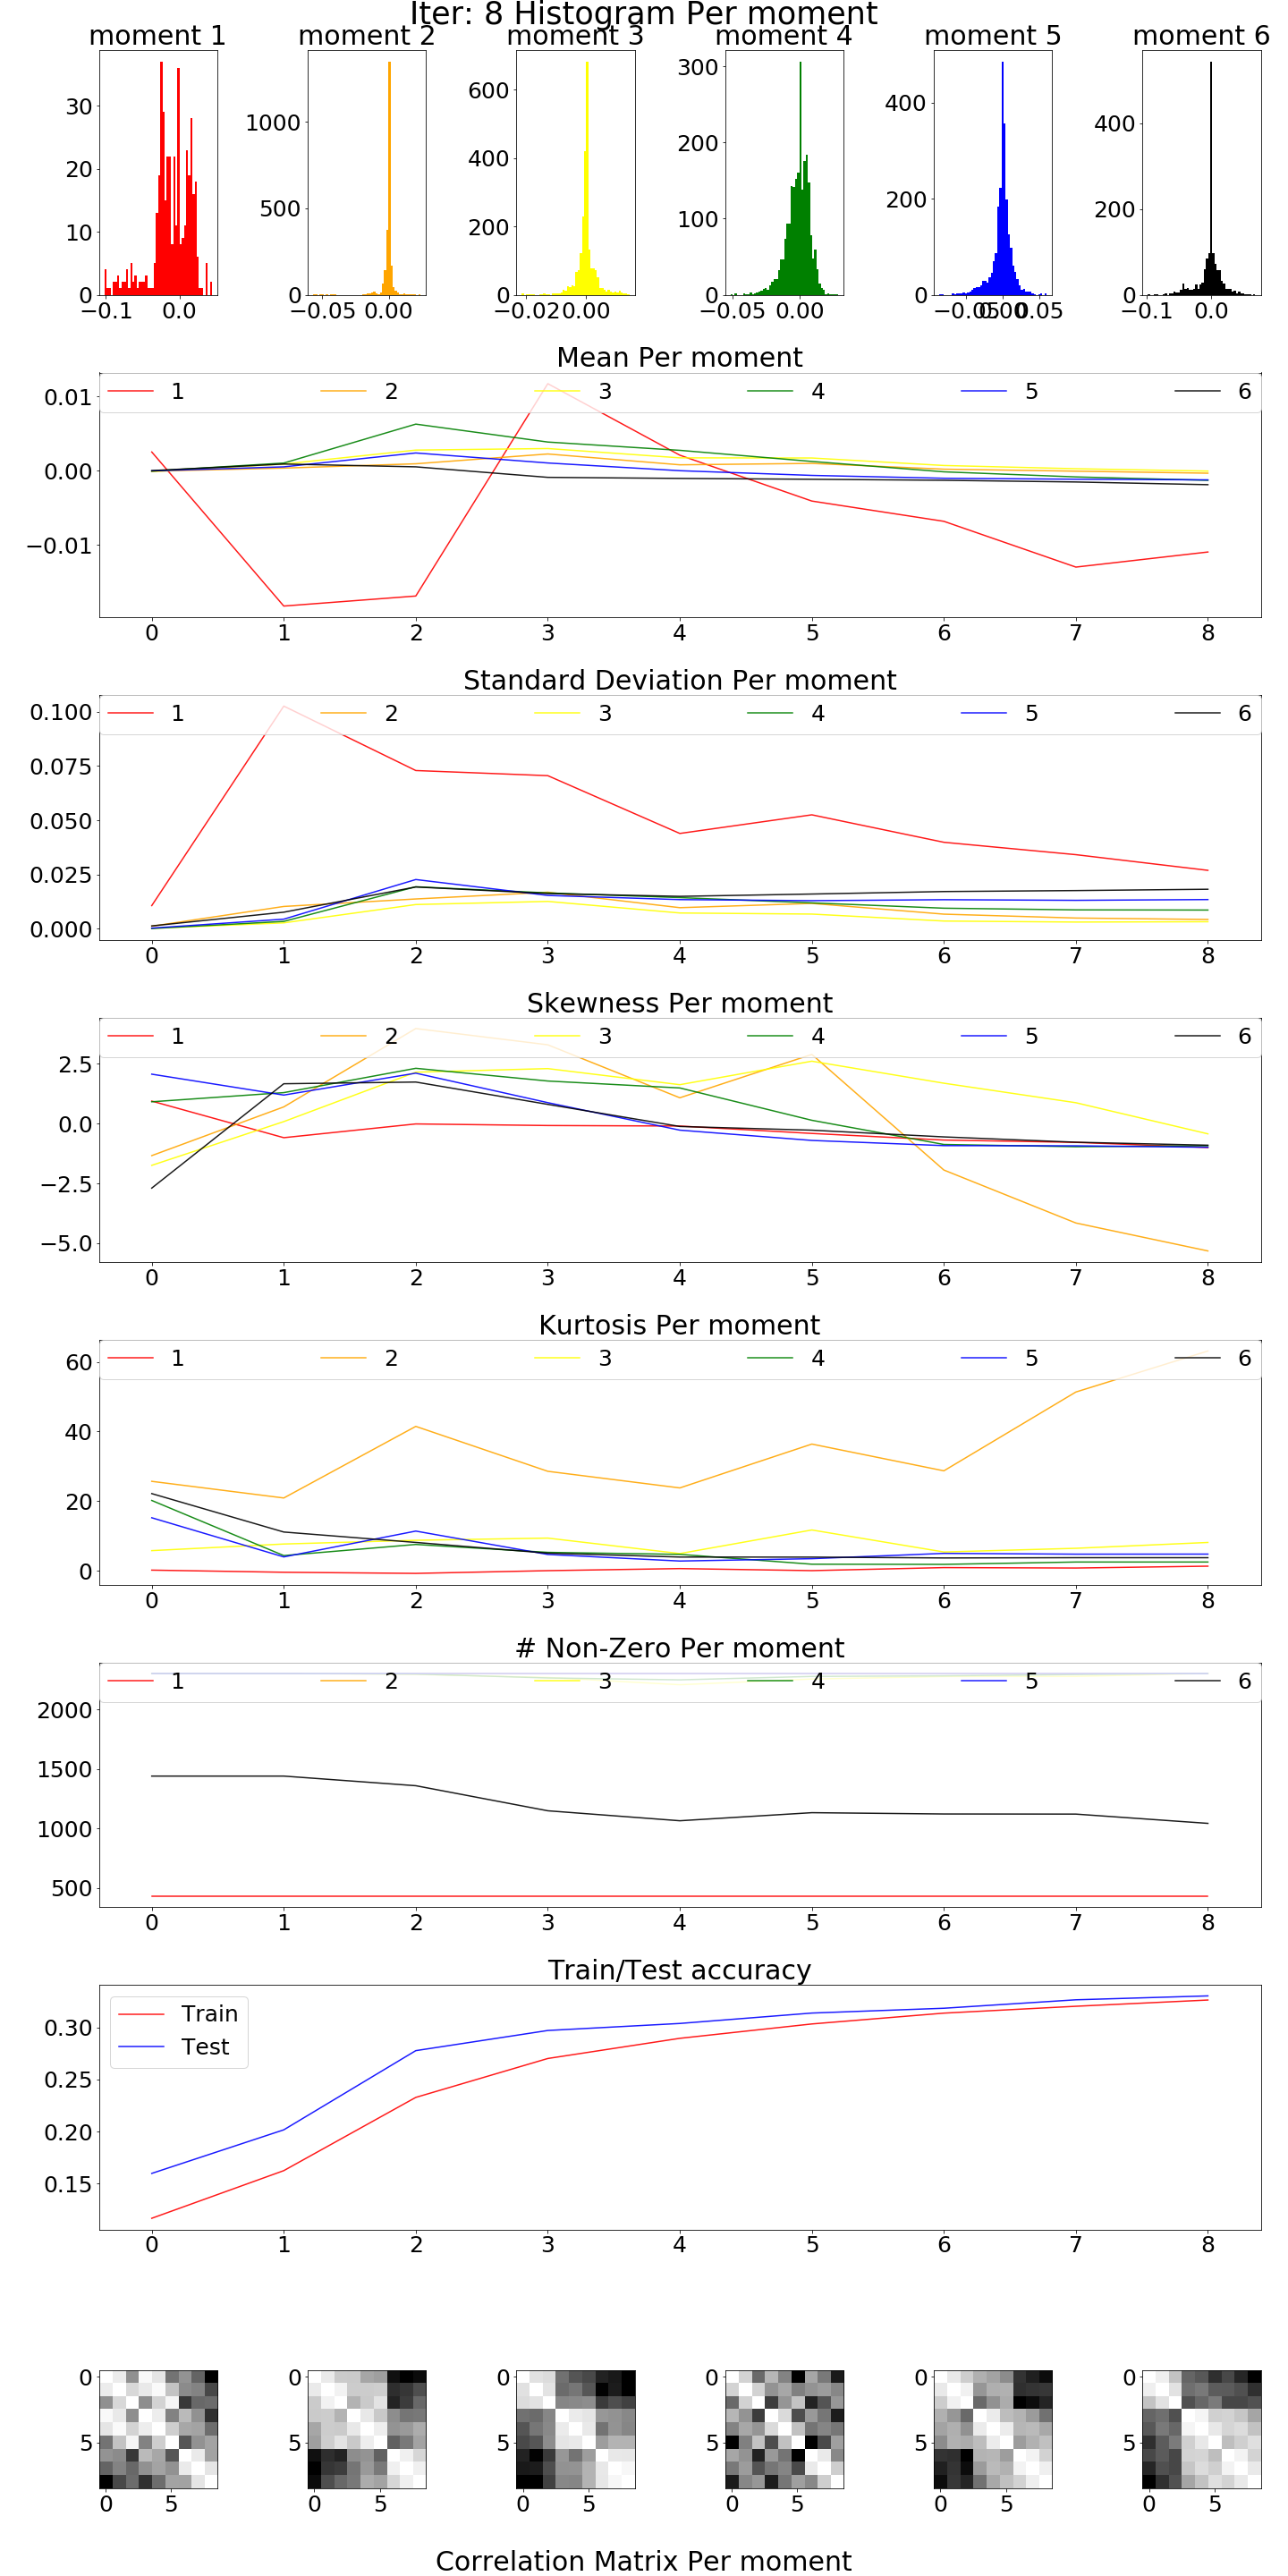 Iter: 8 Histogram Per moment
moment 1 moment 2 moment 3 moment 4 moment 5 moment 6
30
20
10
0
−0.1 0.0
1000
500
0
−0.05 0.00
600
400
200
0
−0.02 0.00
300
200
100
0
−0.05 0.00
400
200
0
−0.05 0.00 0.05
400
200
0
−0.1 0.0
Mean Per moment
1 2 3 4 5 6
0.01
0.00
−0.01
0 1 2 3 4 5 6 7 8
Standard Deviation Per moment
1 2 3 4 5 6
0.100
0.075
0.050
0.025
0.000
0 1 2 3 4 5 6 7 8
Skewness Per moment
1 2 3 4 5 6
2.5
0.0
−2.5
−5.0
0 1 2 3 4 5 6 7 8
Kurtosis Per moment
1 2 3 4 5 6
60
40
20
0
0 1 2 3 4 5 6 7 8
# Non-Zero Per moment
1 2 3 4 5 6
2000
1500
1000
500
0 1 2 3 4 5 6 7 8
Train/Test accuracy
Train
Test
0.30
0.25
0.20
0.15
0 1 2 3 4 5 6 7 8
0 0 0 0 0 0
5 5 5 5 5 5
0 5 0 5 0 5 0 5 0 5 0 5
Correlation Matrix Per moment